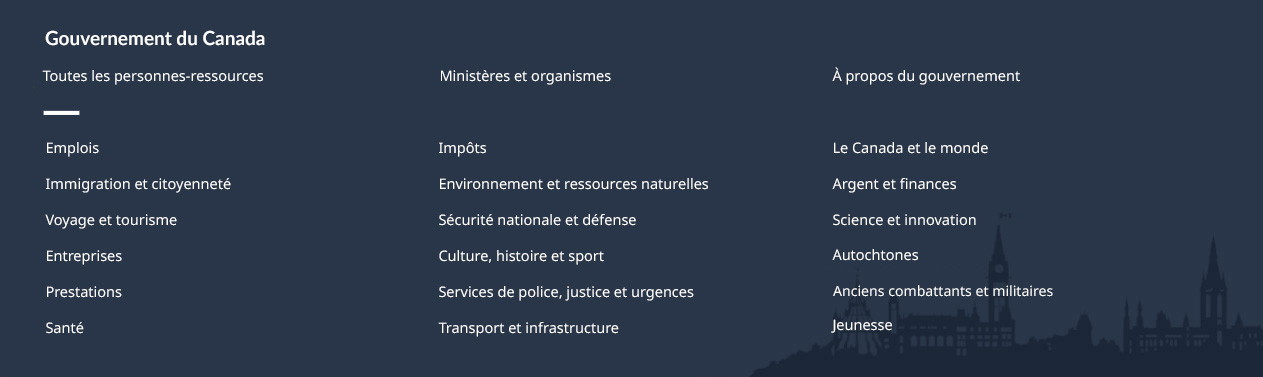 Gouvernement du Canada
Toutes les personnes-ressources
Ministères et organismes
À propos du gouvernement
Emplois
Impôts
Le Canada et le monde
Immigration et citoyenneté
Environnement et ressources naturelles
Argent et finances
Voyage et tourisme
Sécurité nationale et défense
Science et innovation
Entreprises
Culture, histoire et sport
Autochtones
Prestations
Services de police, justice et urgences
Anciens combattants et militaires
Santé
Transport et infrastructure
Jeunesse